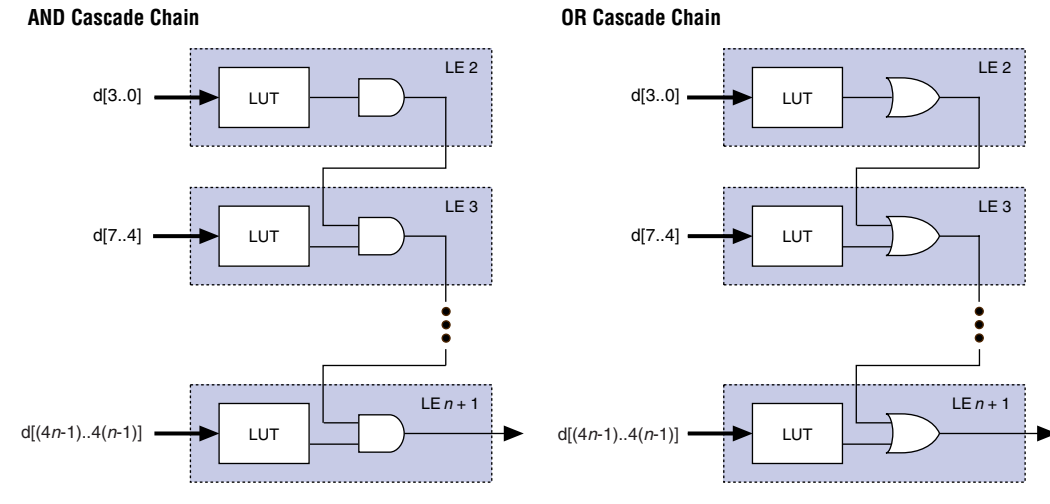 AND Cascade Chain
LE 2
d[3..0]
LUT
LE 3
d[7..4]
LUT
LE n + 1
d[(4n-1)..4(n-1)]
LUT
OR Cascade Chain
LE 2
d[3..0]
LUT
LE 3
d[7..4]
LUT
LE n + 1
d[(4n-1)..4(n-1)]
LUT